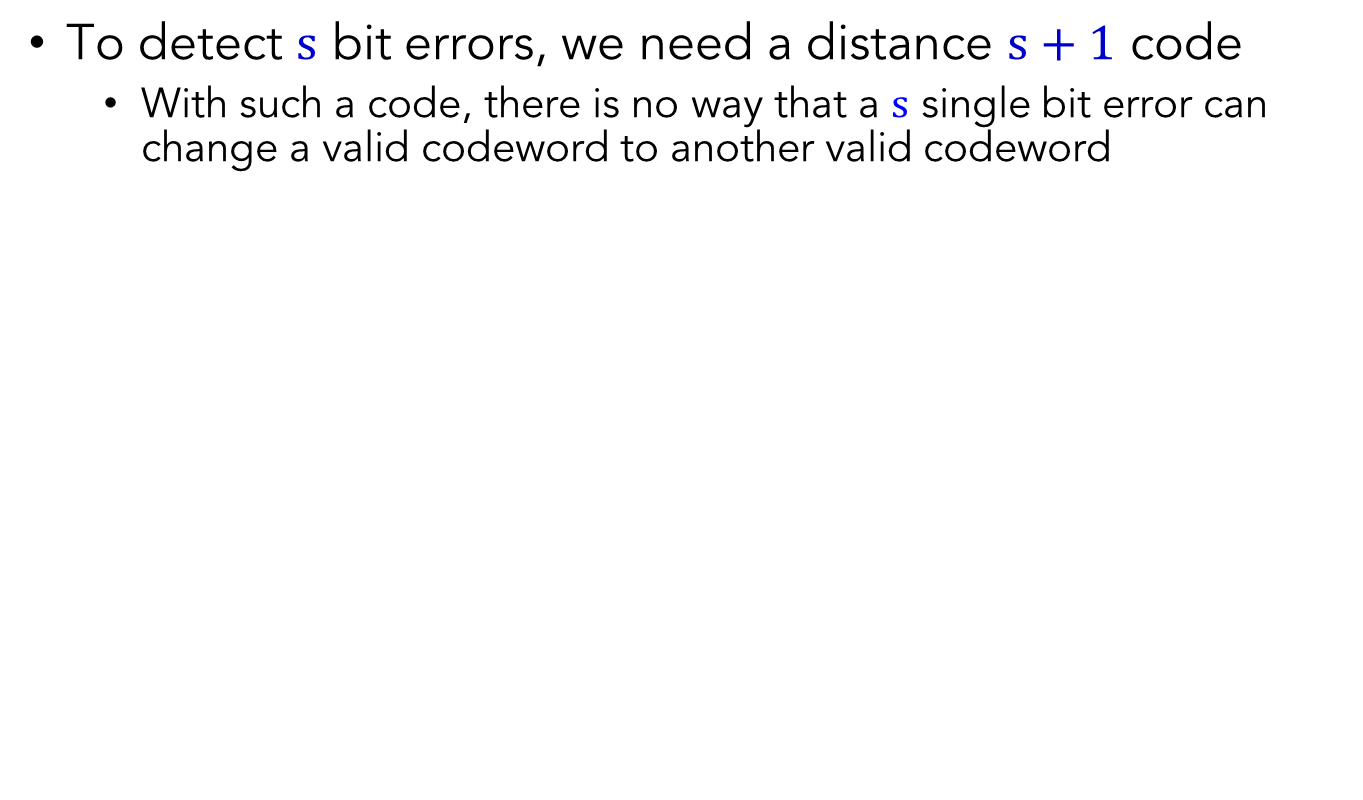 • To detect s bit errors, we need a distance s + 1 code
• With such a code, there is no way that a s single bit error can
change a valid codeword to another valid codeword